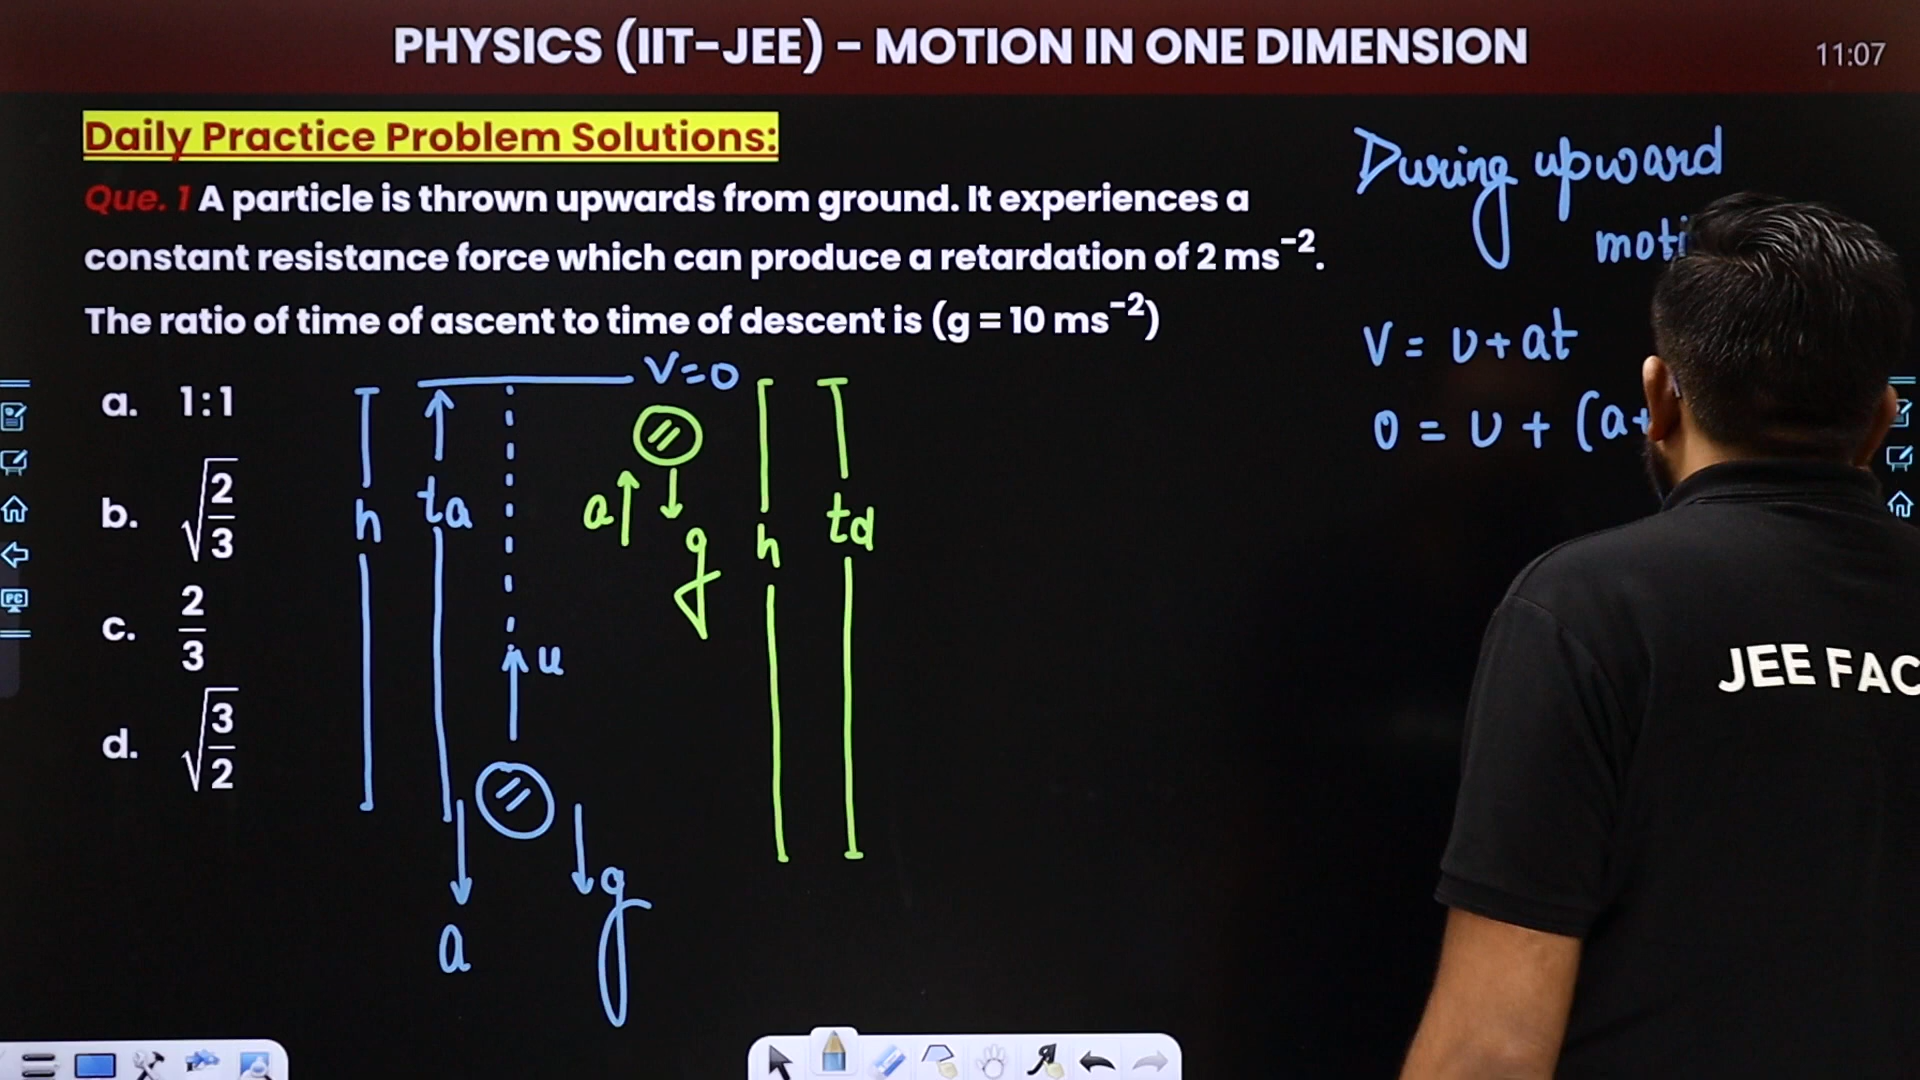 PHYSICS (IIT-JEE) - MOTION IN ONE DIMENSION
11:07
Daily Practice Problem Solutions:
Que. 1 A particle is thrown upwards from ground. It experiences a
constant resistance force which can produce a retardation of 2 ms⁻².
The ratio of time of ascent to time of descent is (g = 10 ms⁻²)
a. 1:1
b. √(2/3)
c. 2/3
d. √(3/2)
V=0
h
ta
u
a
g
a
g
h
td
During upward
V = u+at
0 = u + (a+
JEE
PC